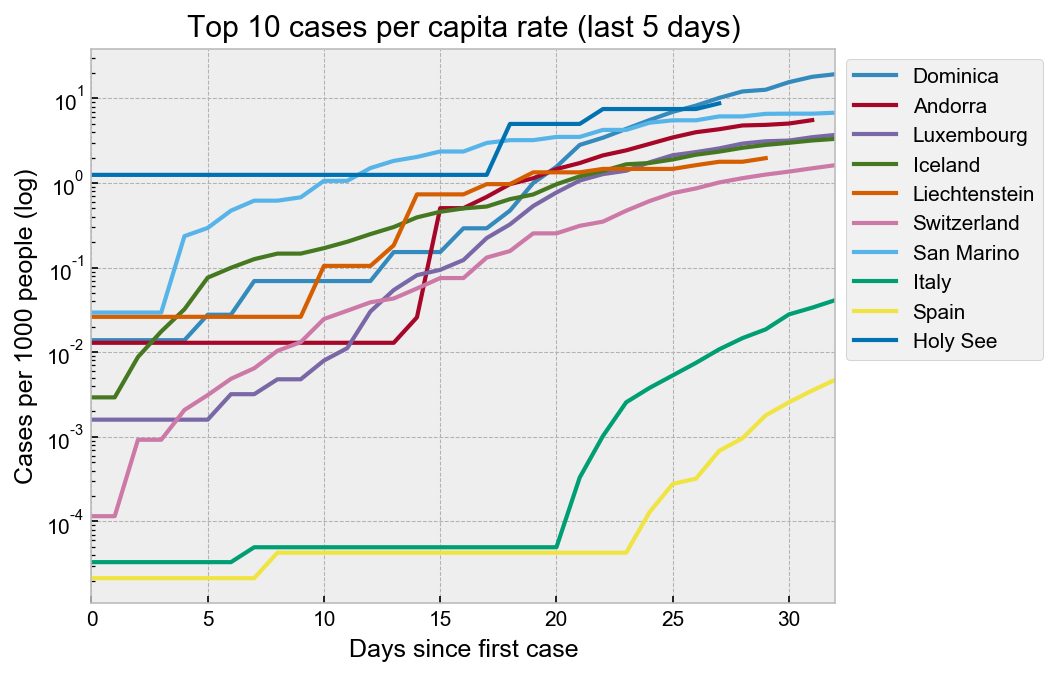 Top 10 cases per capita rate (last 5 days)
Cases per 1000 people (log)
10^1
10^0
10^-1
10^-2
10^-3
10^-4
0 5 10 15 20 25 30
Days since first case
Dominica
Andorra
Luxembourg
Iceland
Liechtenstein
Switzerland
San Marino
Italy
Spain
Holy See